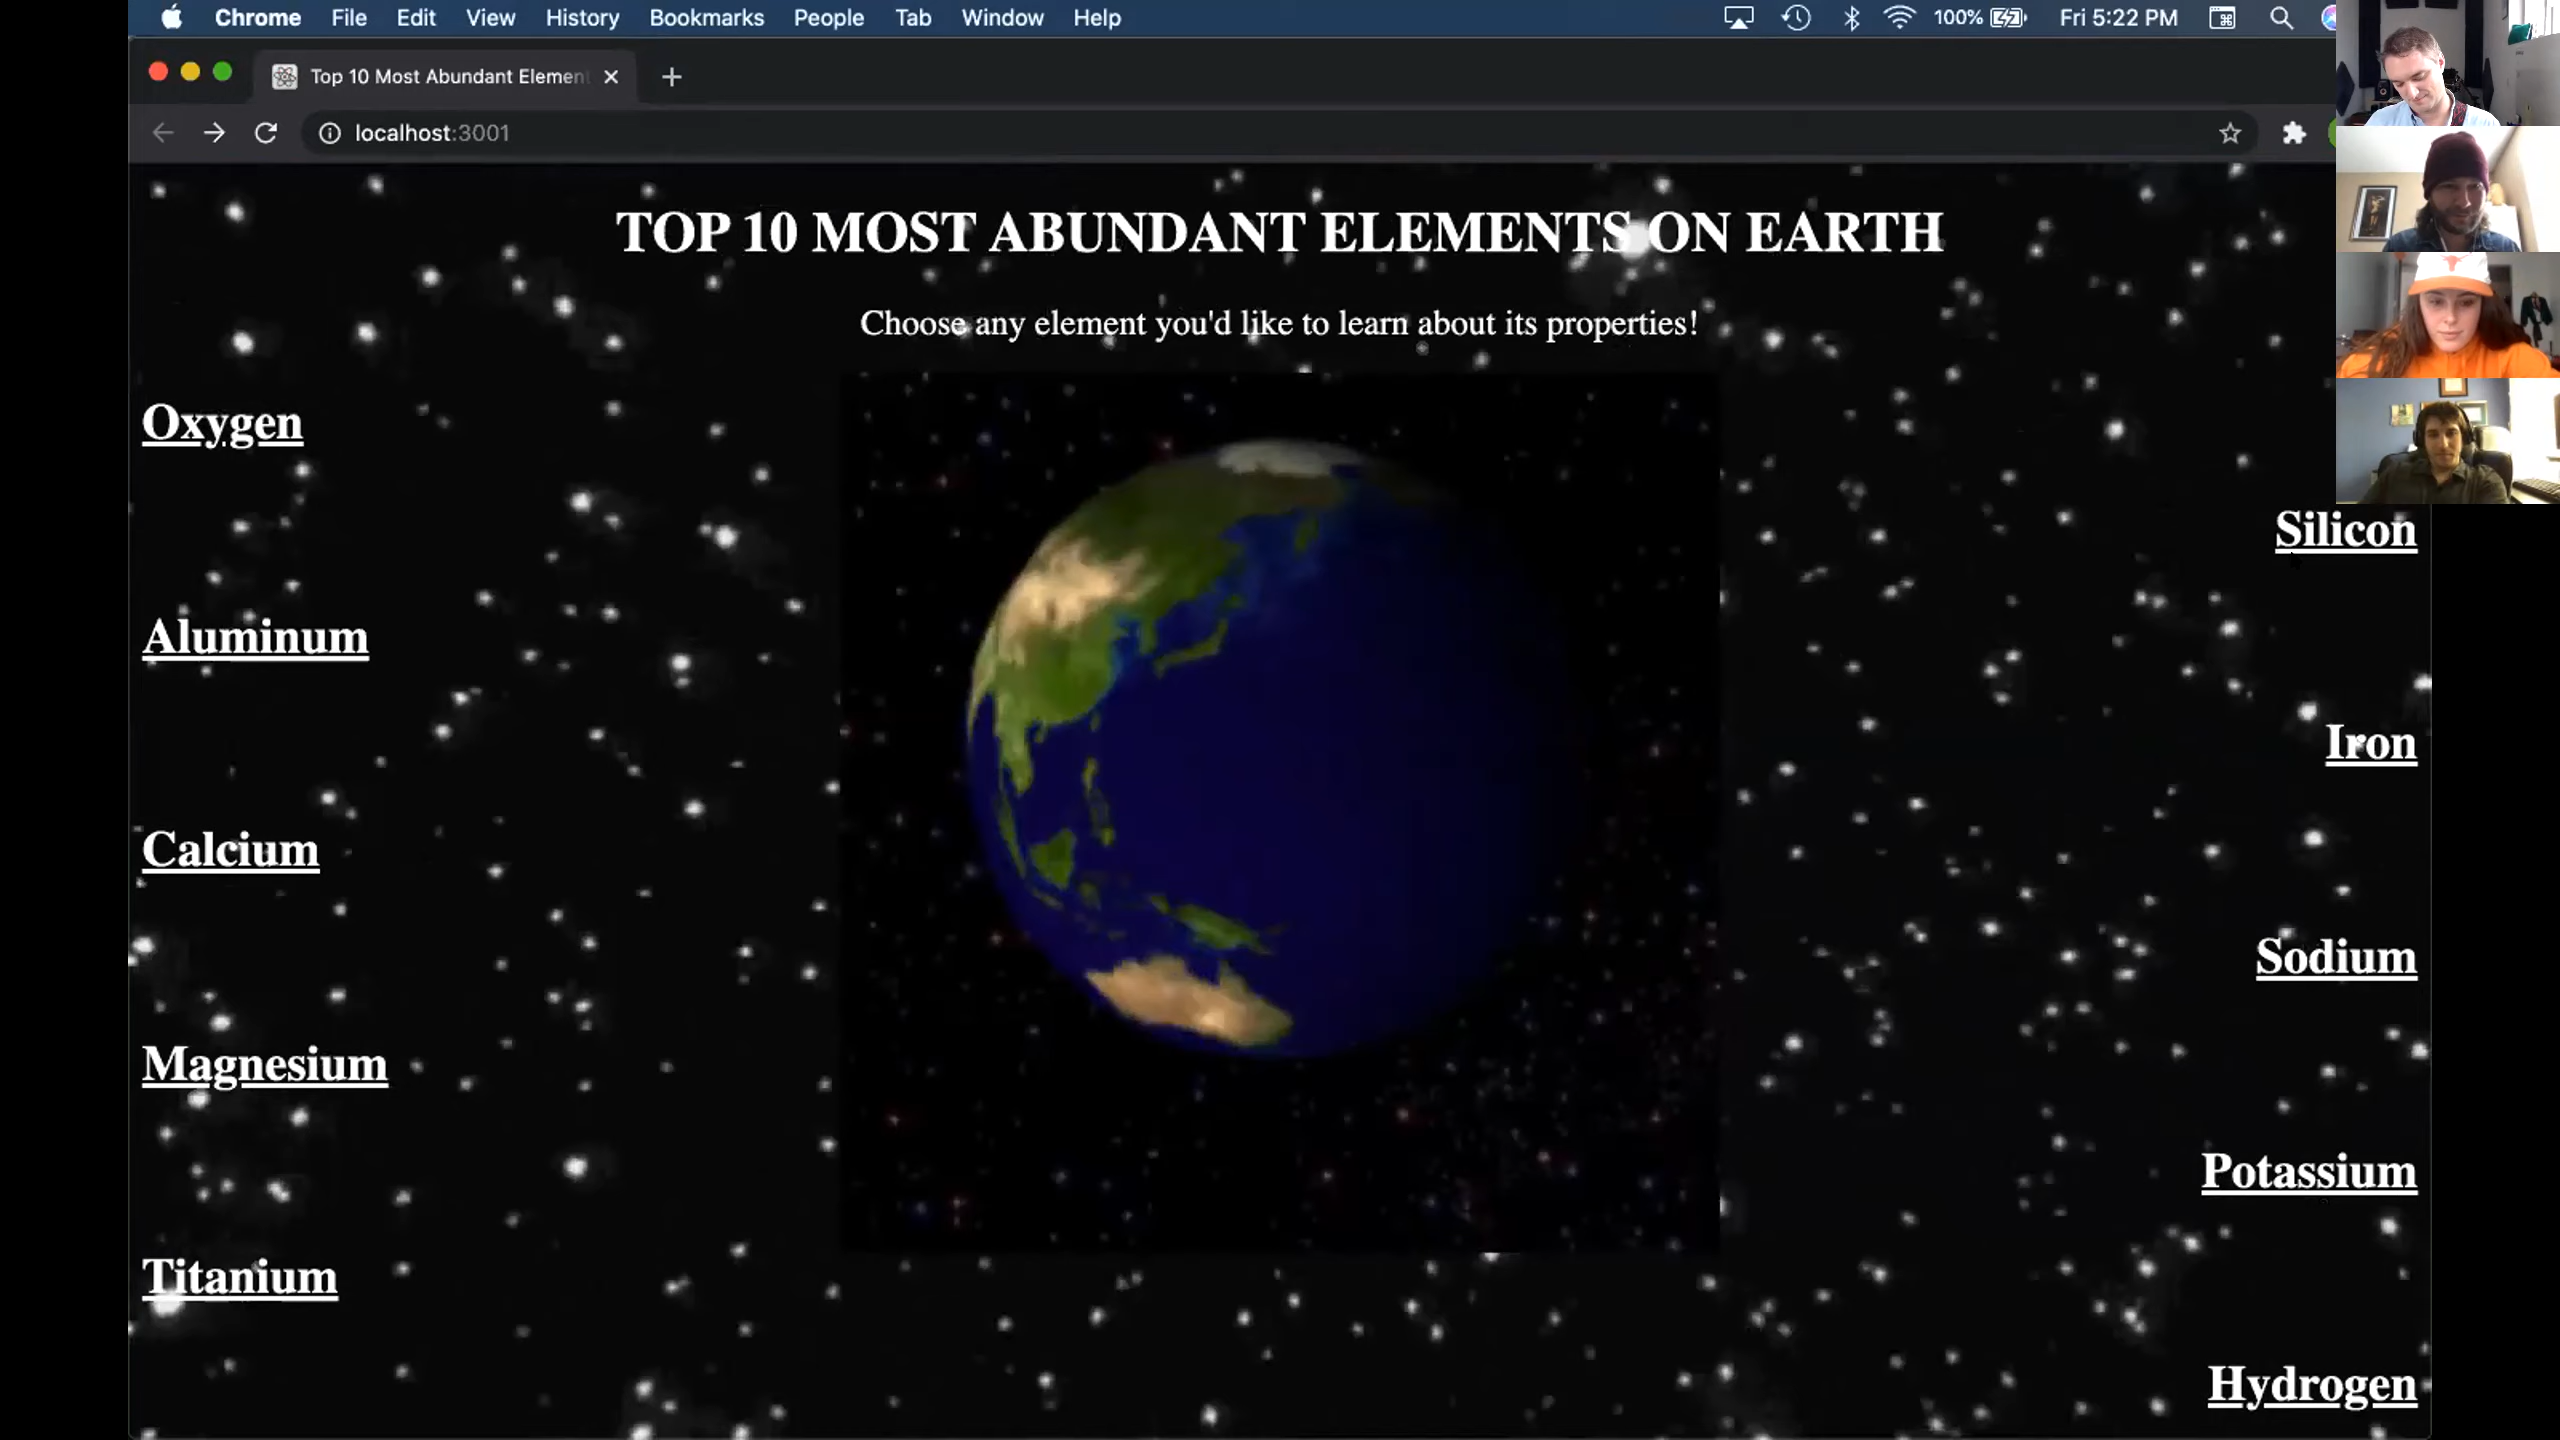 Chrome File Edit View History Bookmarks People Tab Window Help 100% Fri 5:22 PM
Top 10 Most Abundant Elemen
localhost:3001
TOP 10 MOST ABUNDANT ELEMENTS ON EARTH
Choose any element you'd like to learn about its properties!
Oxygen
Silicon
Aluminum
Iron
Calcium
Sodium
Magnesium
Potassium
Titanium
Hydrogen